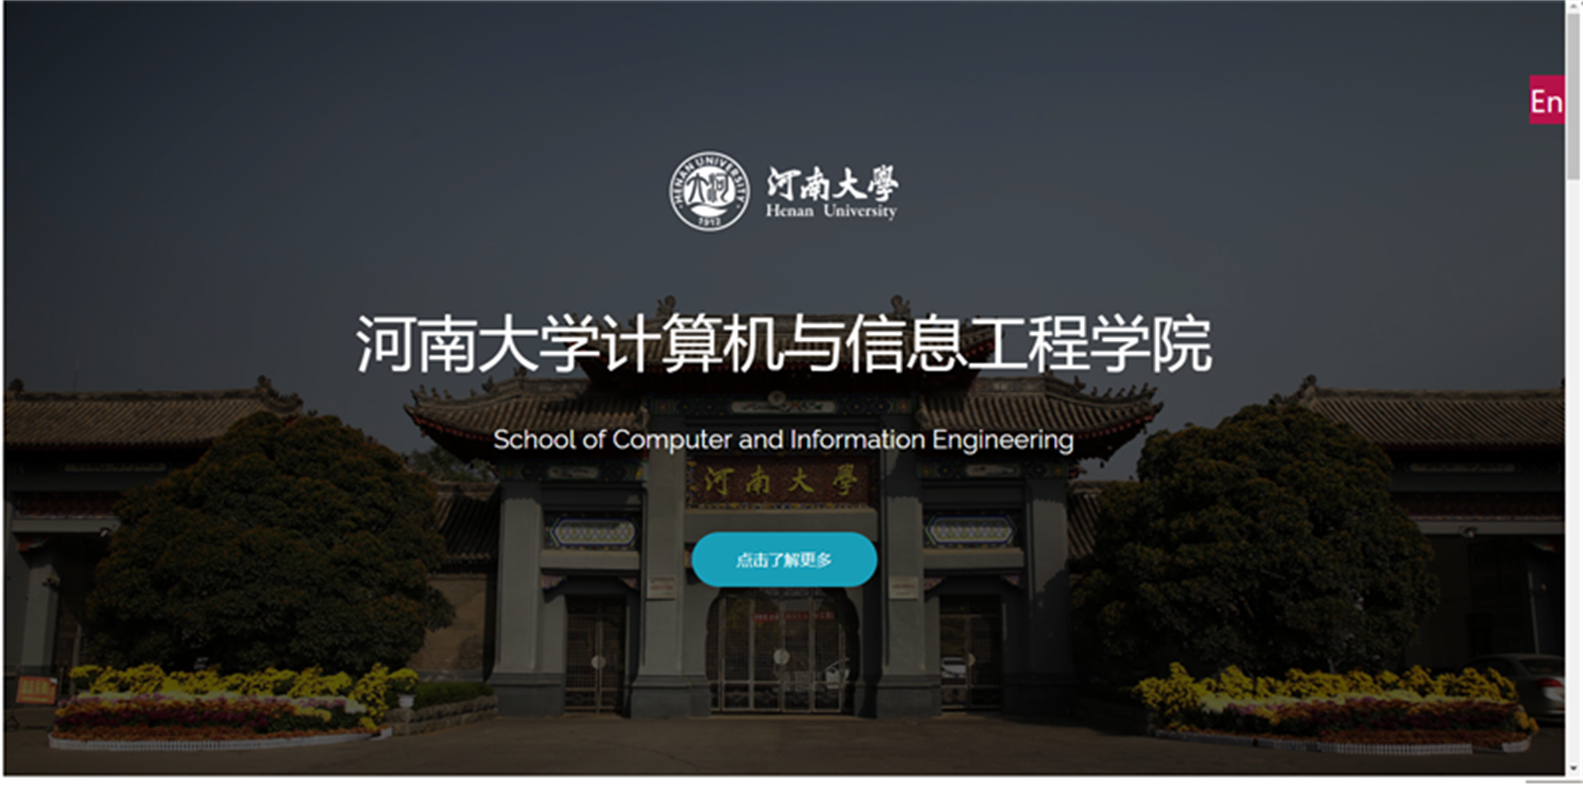 En
HENAN UNIVERSITY
1912
河南大學
Henan University
河南大学计算机与信息工程学院
School of Computer and Information Engineering
河南大學
点击了解更多